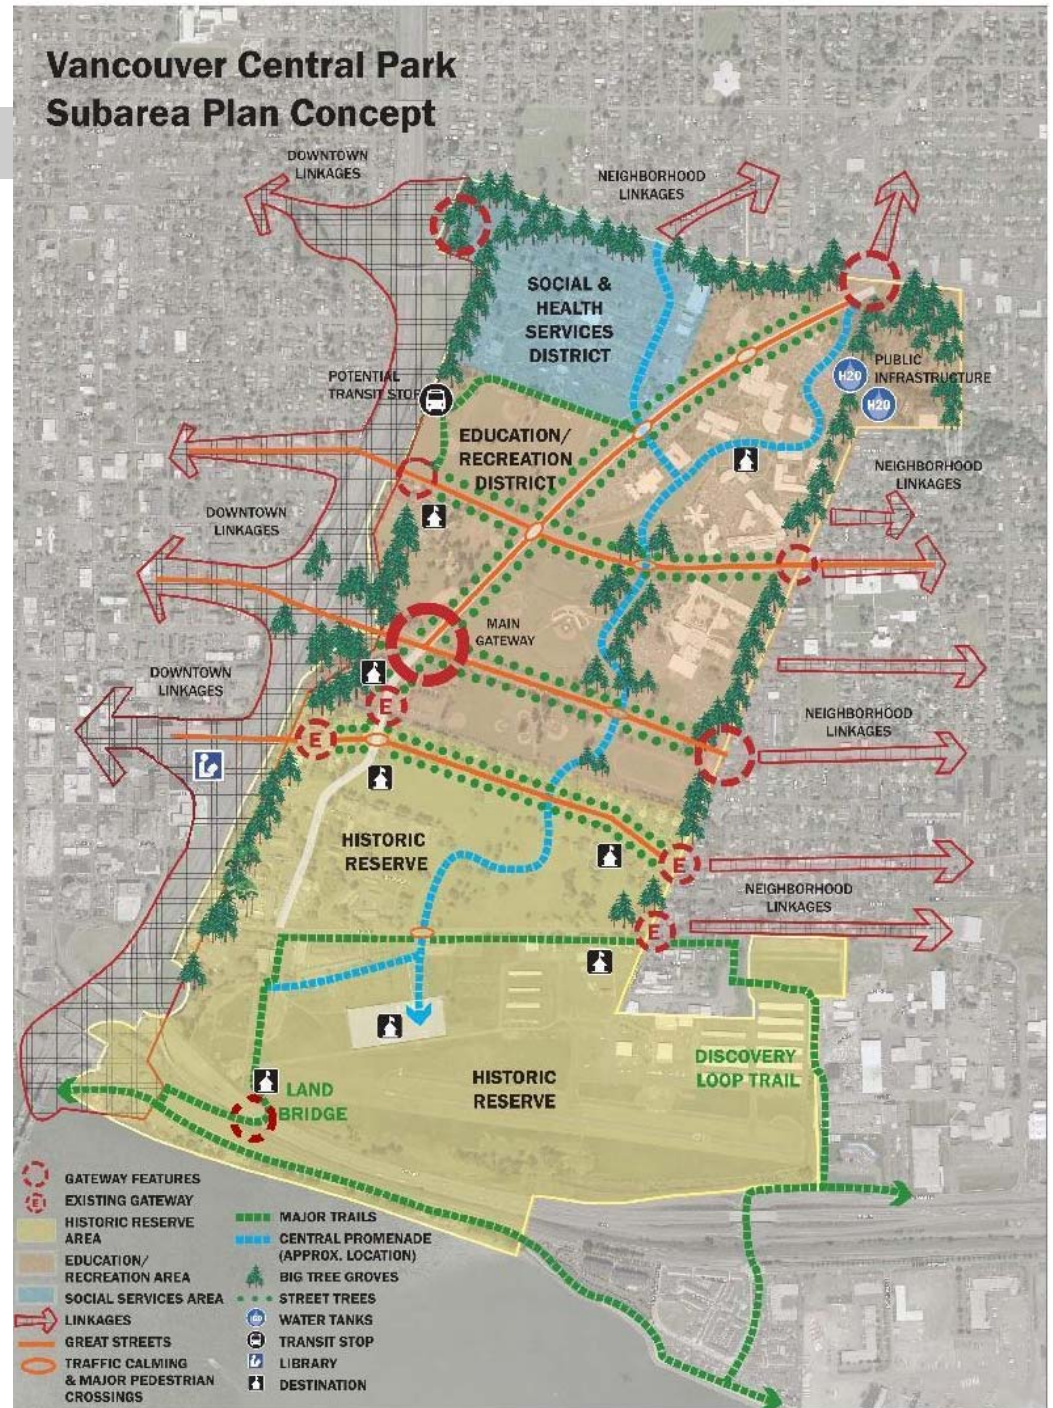 Vancouver Central Park
Subarea Plan Concept
DOWNTOWN
LINKAGES
NEIGHBORHOOD
LINKAGES
SOCIAL &
HEALTH
SERVICES
DISTRICT
POTENTIAL
TRANSIT STOP
H20
H20
PUBLIC
INFRASTRUCTURE
EDUCATION/
RECREATION
DISTRICT
NEIGHBORHOOD
LINKAGES
DOWNTOWN
LINKAGES
MAIN
GATEWAY
DOWNTOWN
LINKAGES
E
E
NEIGHBORHOOD
LINKAGES
HISTORIC
RESERVE
E
NEIGHBORHOOD
LINKAGES
E
HISTORIC
RESERVE
DISCOVERY
LOOP TRAIL
LAND
BRIDGE
GATEWAY FEATURES
E
EXISTING GATEWAY
HISTORIC RESERVE
AREA
EDUCATION/
RECREATION AREA
SOCIAL SERVICES AREA
LINKAGES
GREAT STREETS
TRAFFIC CALMING
& MAJOR PEDESTRIAN
CROSSINGS
MAJOR TRAILS
CENTRAL PROMENADE
(APPROX. LOCATION)
BIG TREE GROVES
STREET TREES
WATER TANKS
TRANSIT STOP
LIBRARY
DESTINATION